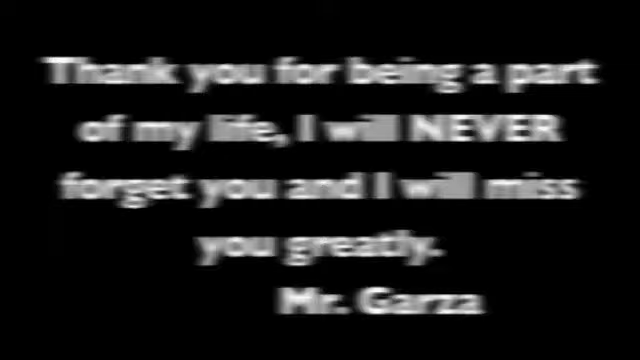 Thank you for being a part
of my life, I will NEVER
forget you and I will miss
you greatly.
Mr. Garza